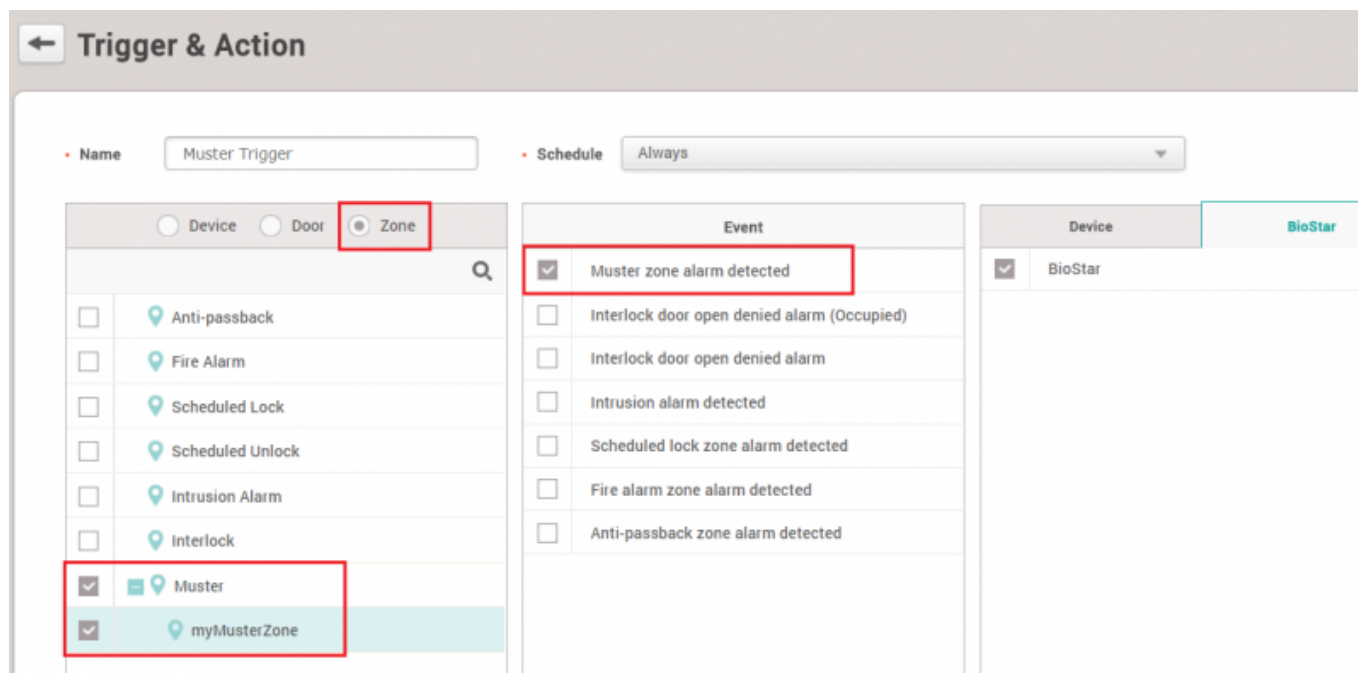 Trigger & Action
Name
Muster Trigger
Schedule
Always
Device
Door
Zone
Anti-passback
Fire Alarm
Scheduled Lock
Scheduled Unlock
Intrusion Alarm
Interlock
Muster
myMusterZone
Event
Muster zone alarm detected
Interlock door open denied alarm (Occupied)
Interlock door open denied alarm
Intrusion alarm detected
Scheduled lock zone alarm detected
Fire alarm zone alarm detected
Anti-passback zone alarm detected
Device
BioStar
BioStar